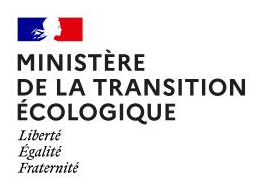 MINISTÈRE
DE LA TRANSITION
ÉCOLOGIQUE
Liberté
Égalité
Fraternité